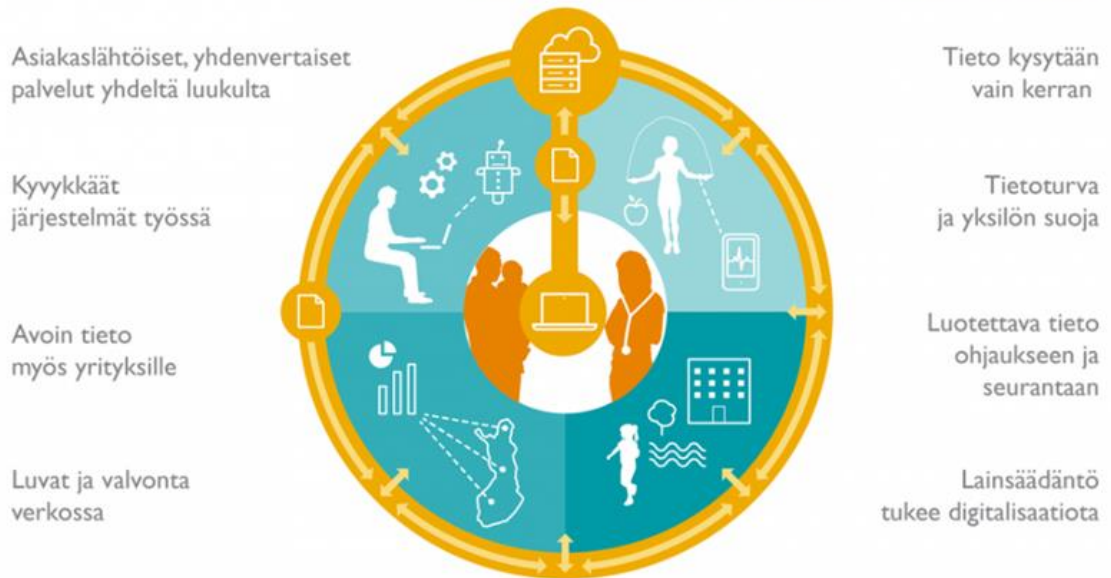 Asiakaslähtöiset, yhdenvertaiset
palvelut yhdeltä luukulta
Kyvykkäät
järjestelmät työssä
Avoin tieto
myös yrityksille
Luvat ja valvonta
verkossa
Tieto kysytään
vain kerran
Tietoturva
ja yksilön suoja
Luotettava tieto
ohjaukseen ja
seurantaan
Lainsäädäntö
tukee digitalisaatiota